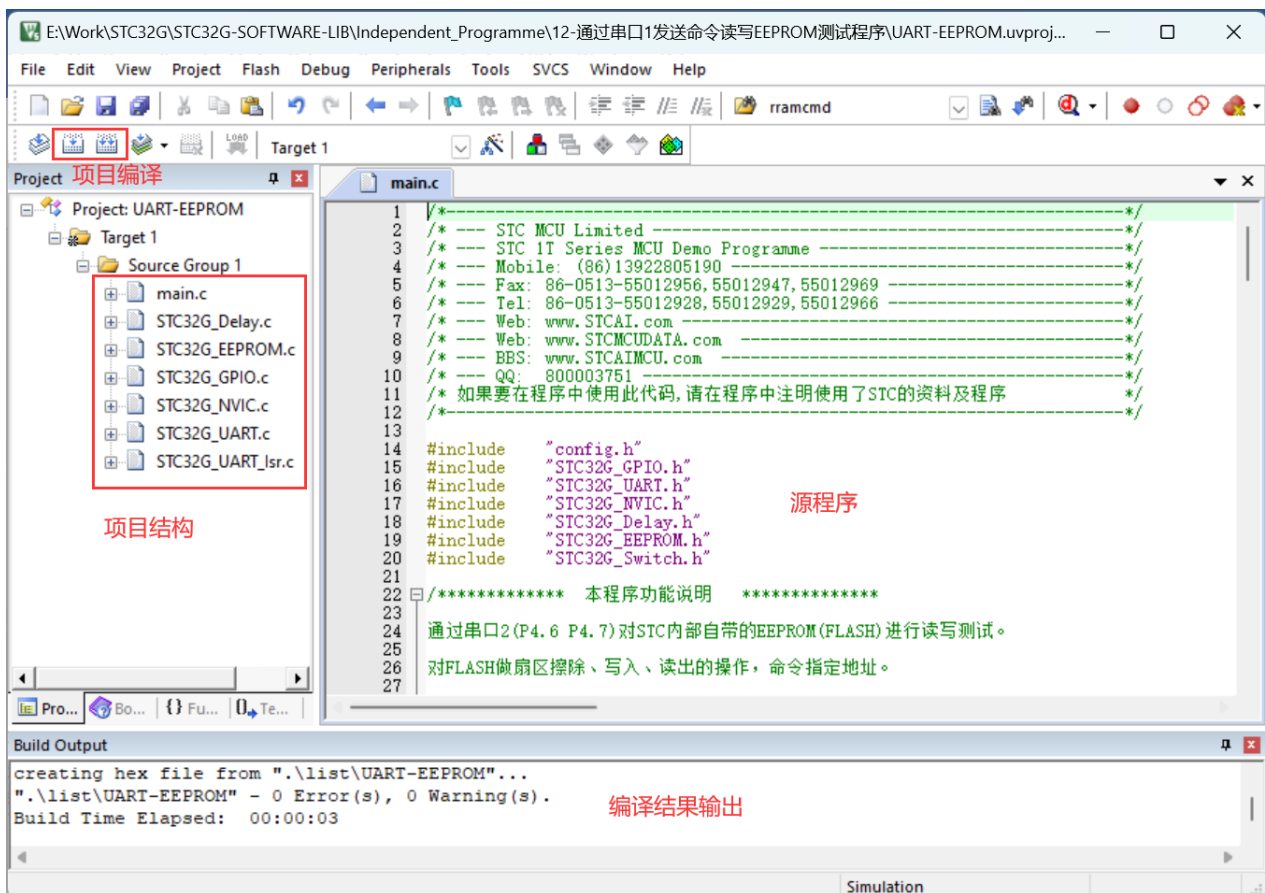 E:\Work\STC32G\STC32G-SOFTWARE-LIB\Independent_Programme\12-通过串口1发送命令读写EEPROM测试程序\UART-EEPROM.uvproj...
File Edit View Project Flash Debug Peripherals Tools SVCS Window Help
rramcmd
LOAD
Target 1
Project
项目编译
main.c
Project: UART-EEPROM
Target 1
Source Group 1
main.c
STC32G_Delay.c
STC32G_EEPROM.c
STC32G_GPIO.c
STC32G_NVIC.c
STC32G_UART.c
STC32G_UART_Isr.c
项目结构
1 /*---------------------------------------------------------------------*/
2 /* --- STC MCU Limited ------------------------------------------------*/
3 /* --- STC 1T Series MCU Demo Programme -------------------------------*/
4 /* --- Mobile: (86)13922805190 ----------------------------------------*/
5 /* --- Fax: 86-0513-55012956,55012947,55012969 ------------------------*/
6 /* --- Tel: 86-0513-55012928,55012929,55012966 ------------------------*/
7 /* --- Web: www.STCAI.com ---------------------------------------------*/
8 /* --- Web: www.STCMCUDATA.com ---------------------------------------*/
9 /* --- BBS: www.STCAIMCU.com -----------------------------------------*/
10 /* --- QQ: 800003751 -------------------------------------------------*/
11 /* 如果要在程序中使用此代码,请在程序中注明使用了STC的资料及程序 */
12 /*---------------------------------------------------------------------*/
13
14 #include "config.h"
15 #include "STC32G_GPIO.h"
16 #include "STC32G_UART.h"
17 #include "STC32G_NVIC.h"
18 #include "STC32G_Delay.h"
19 #include "STC32G_EEPROM.h"
20 #include "STC32G_Switch.h"
21
22 /************* 本程序功能说明 **************
23
24 通过串口2(P4.6 P4.7)对STC内部自带的EEPROM(FLASH)进行读写测试。
25
26 对FLASH做扇区擦除、写入、读出的操作，命令指定地址。
27
源程序
Pro... Bo... {} Fu... Te...
Build Output
creating hex file from ".\list\UART-EEPROM"...
".\list\UART-EEPROM" - 0 Error(s), 0 Warning(s).
Build Time Elapsed: 00:00:03
编译结果输出
Simulation